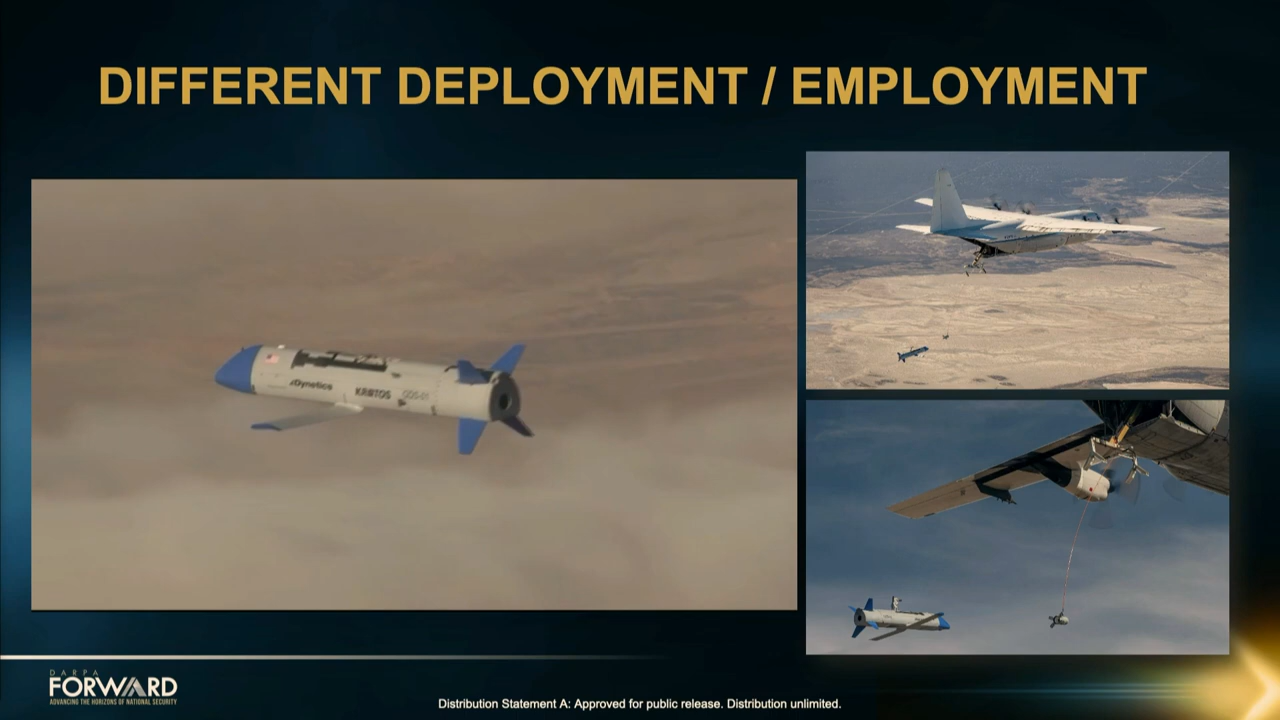 DIFFERENT DEPLOYMENT / EMPLOYMENT
Dynetics
KRATOS
DARPA
FORWARD
ADVANCING THE HORIZONS OF NATIONAL SECURITY
Distribution Statement A: Approved for public release. Distribution unlimited.